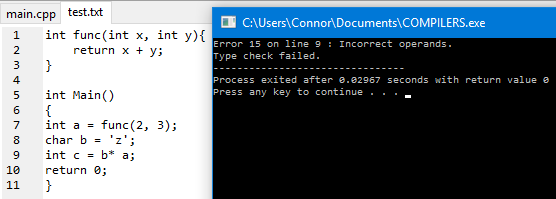 main.cpp test.txt
1 int func(int x, int y){
2 return x + y;
3 }
4
5 int Main()
6 {
7 int a = func(2, 3);
8 char b = 'z';
9 int c = b* a;
10 return 0;
11 }
C:\Users\Connor\Documents\COMPILERS.exe
Error 15 on line 9 : Incorrect operands.
Type check failed.
--------------------------------
Process exited after 0.02967 seconds with return value 0
Press any key to continue . . .